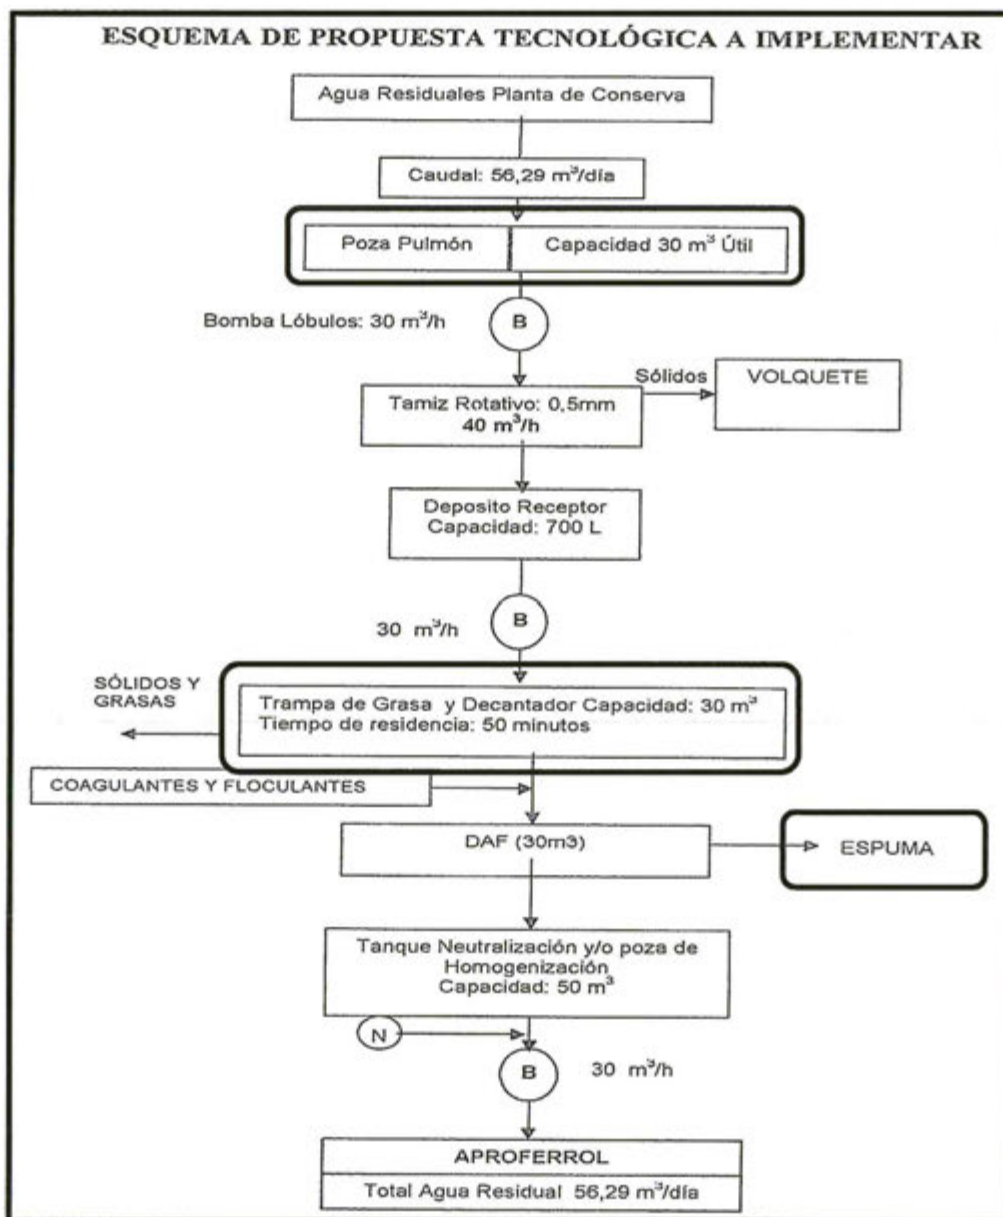 ESQUEMA DE PROPUESTA TECNOLÓGICA A IMPLEMENTAR
Agua Residuales Planta de Conserva
Caudal: 56,29 m³/día
Poza Pulmón
Capacidad 30 m³ Útil
Bomba Lóbulos: 30 m³/h
B
Tamiz Rotativo: 0,5mm
40 m³/h
Sólidos
VOLQUETE
Deposito Receptor
Capacidad: 700 L
30 m³/h
B
SÓLIDOS Y
GRASAS
Trampa de Grasa y Decantador Capacidad: 30 m³
Tiempo de residencia: 50 minutos
COAGULANTES Y FLOCULANTES
DAF (30m3)
ESPUMA
Tanque Neutralización y/o poza de
Homogenización
Capacidad: 50 m³
N
B
30 m³/h
APROFERROL
Total Agua Residual 56,29 m³/día